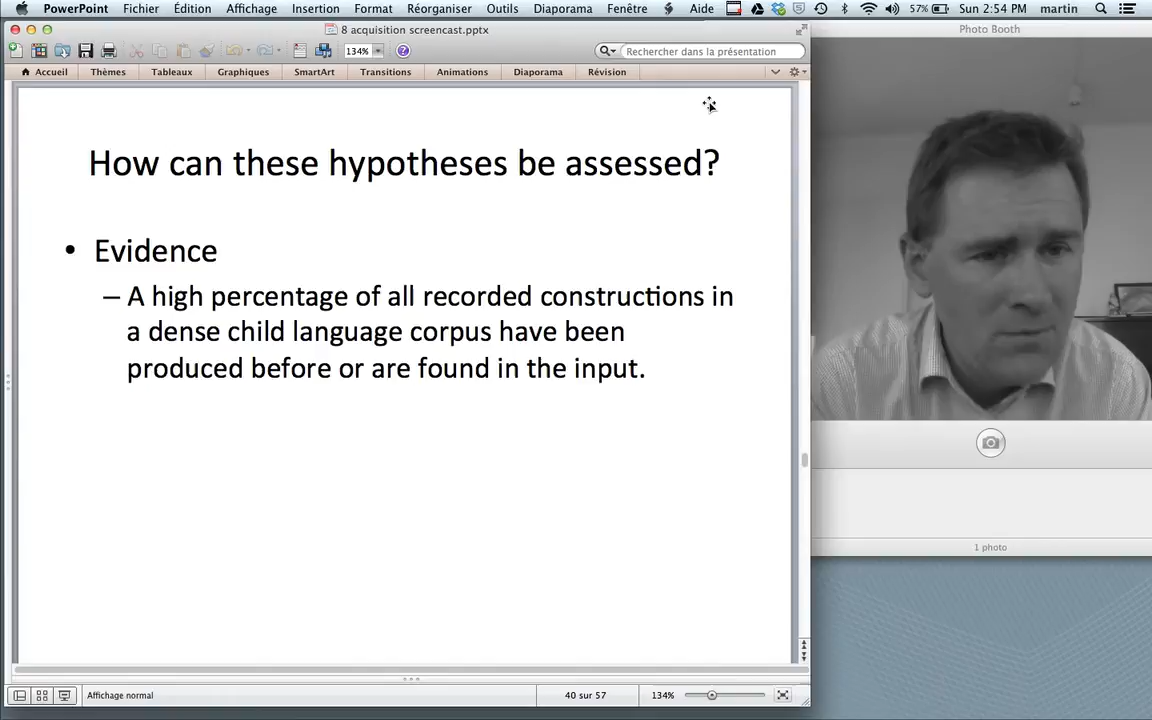 PowerPoint Fichier Édition Affichage Insertion Format Réorganiser Outils Diaporama Fenêtre Aide 57% Sun 2:54 PM martin
8 acquisition screencast.pptx
Photo Booth
134%
Rechercher dans la présentation
Accueil Thèmes Tableaux Graphiques SmartArt Transitions Animations Diaporama Révision
How can these hypotheses be assessed?
• Evidence
– A high percentage of all recorded constructions in
a dense child language corpus have been
produced before or are found in the input.
1 photo
Affichage normal 40 sur 57 134%